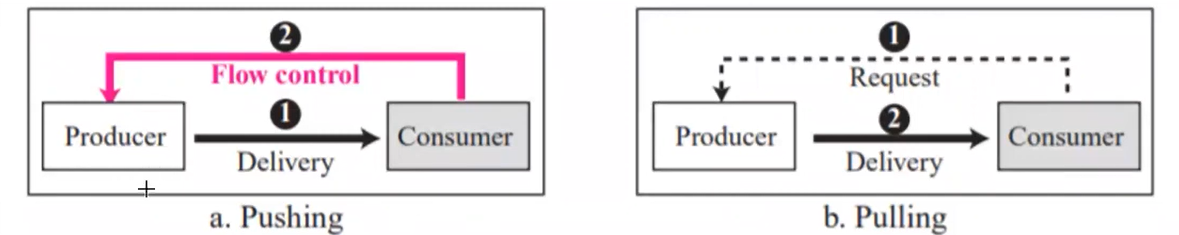 2
Flow control
1
Producer
Consumer
Delivery
a. Pushing
1
Request
2
Producer
Consumer
Delivery
b. Pulling